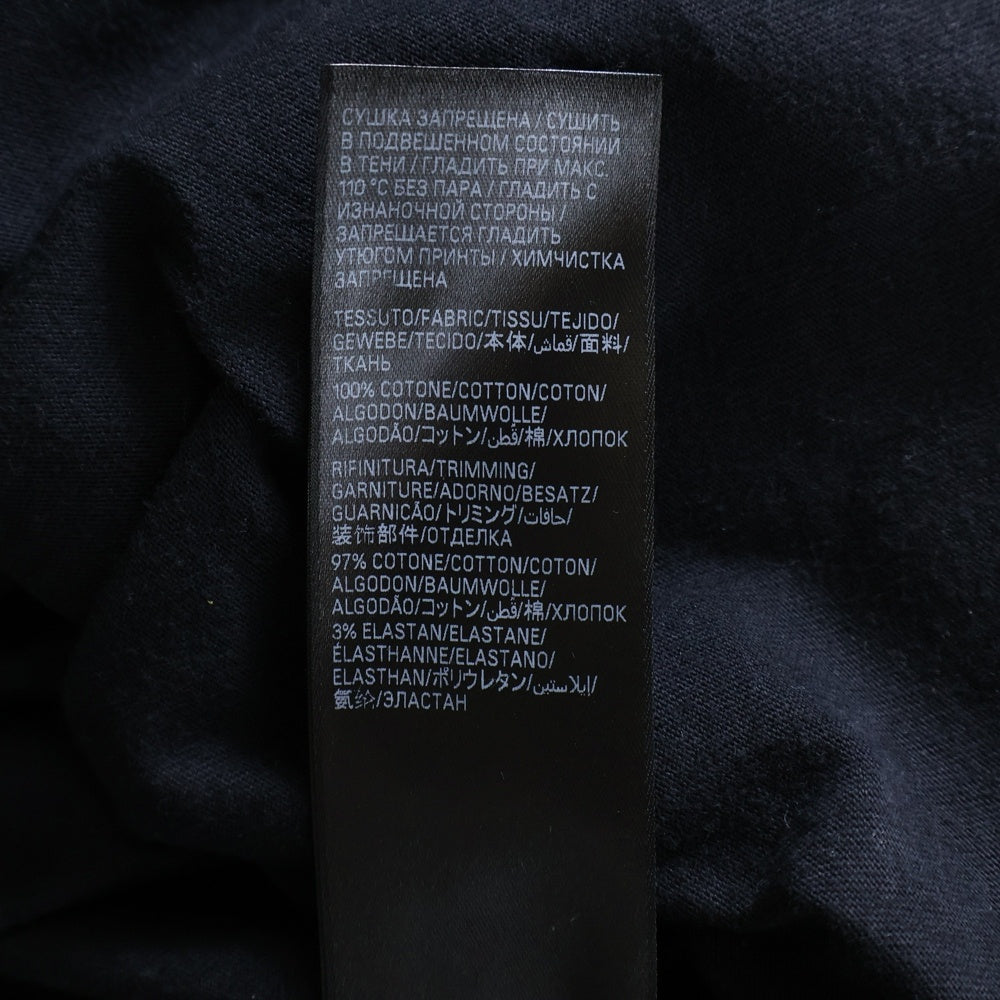 СУШКА ЗАПРЕЩЕНА / СУШИТЬ
В ПОДВЕШЕННОМ СОСТОЯНИИ
В ТЕНИ / ГЛАДИТЬ ПРИ МАКС.
110 °C БЕЗ ПАРА / ГЛАДИТЬ С
ИЗНАНОЧНОЙ СТОРОНЫ /
ЗАПРЕЩАЕТСЯ ГЛАДИТЬ
УТЮГОМ ПРИНТЫ / ХИМЧИСТКА
ЗАПРЕЩЕНА
TESSUTO/FABRIC/TISSU/TEJIDO/
GEWEBE/TECIDO/本体/قماش/面料/
ТКАНЬ
100% COTONE/COTTON/COTON/
ALGODON/BAUMWOLLE/
ALGODÃO/コットン/قُطن/棉/ХЛОПОК
RIFINITURA/TRIMMING/
GARNITURE/ADORNO/BESATZ/
GUARNICÃO/トリミング/حافات/
装饰部件/ОТДЕЛКА
97% COTONE/COTTON/COTON/
ALGODON/BAUMWOLLE/
ALGODÃO/コットン/قُطن/棉/ХЛОПОК
3% ELASTAN/ELASTANE/
ÉLASTHANNE/ELASTANO/
ELASTHAN/ポリウレタン/إيلاستين/
氨纶/ЭЛАСТАН